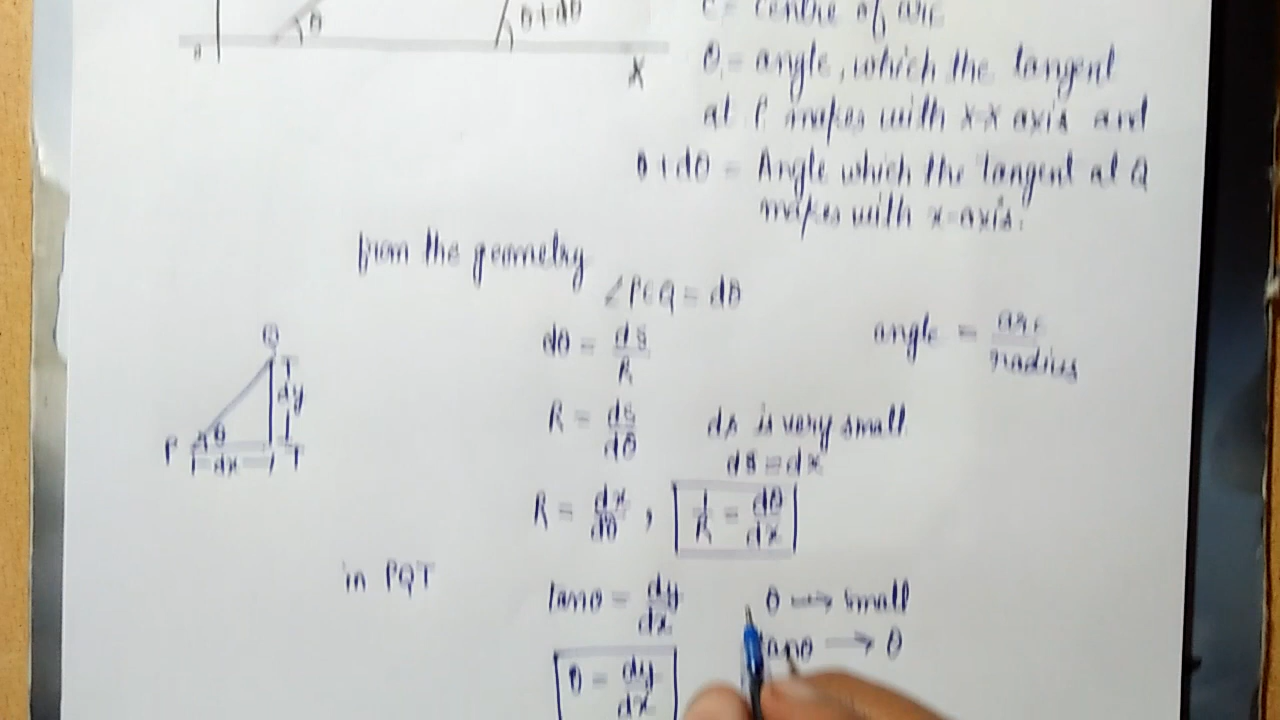 θ
θ+dθ
0
X
C = centre of arc
θ = angle, which the tangent
at P makes with x-x axis and
θ+dθ = Angle which the tangent at Q
makes with x-axis.
from the geometry
∠PCQ = dθ
dθ = ds/R
angle = arc/radius
R = ds/dθ
ds is very small
ds = dx
R = dx/dθ , 1/R = dθ/dx
Q
dy
P θ
dx T
in PQT
tanθ = dy/dx
θ → small
tanθ → θ
θ = dy/dx